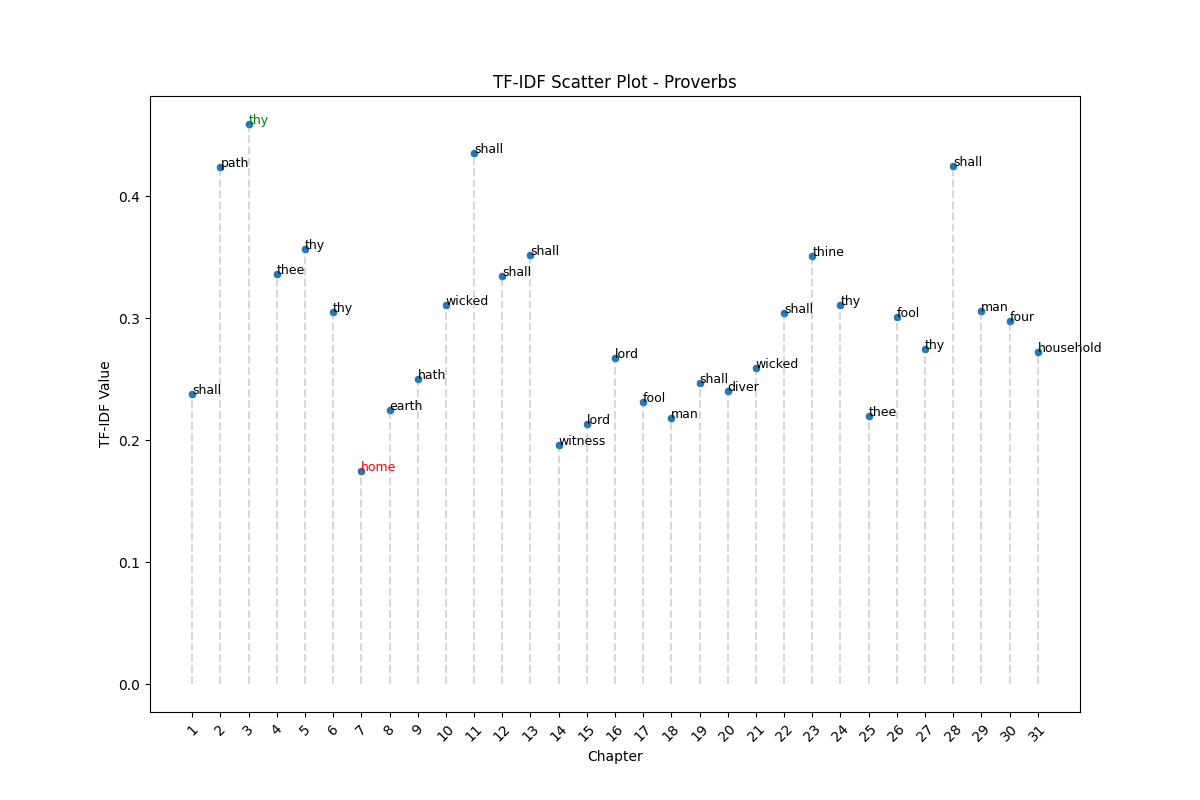 TF-IDF Scatter Plot - Proverbs
thy
path
shall
shall
thy
thee
thy
wicked
shall
shall
thine
thy
shall
fool
man
four
household
thy
shall
hath
earth
home
witness
lord
lord
fool
man
shall
diver
wicked
thee
TF-IDF Value
0.4
0.3
0.2
0.1
0.0
1 2 3 4 5 6 7 8 9 10 11 12 13 14 15 16 17 18 19 20 21 22 23 24 25 26 27 28 29 30 31
Chapter